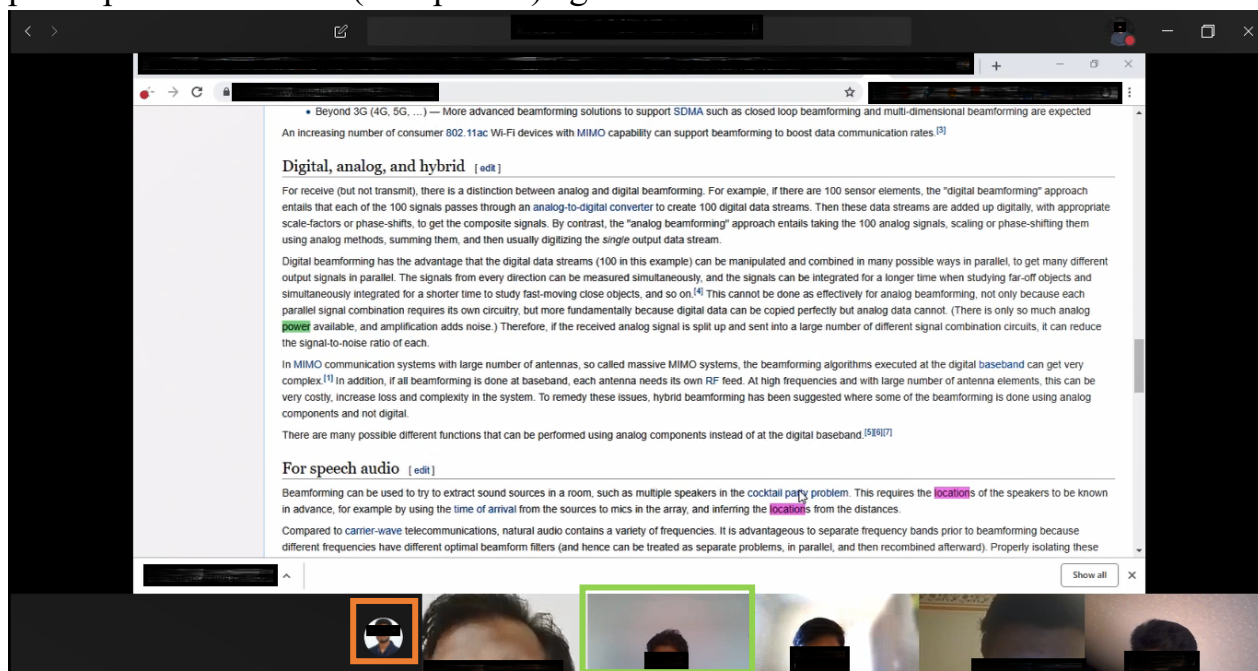 • Beyond 3G (4G, 5G, ...) — More advanced beamforming solutions to support SDMA such as closed loop beamforming and multi-dimensional beamforming are expected
An increasing number of consumer 802.11ac Wi-Fi devices with MIMO capability can support beamforming to boost data communication rates.[3]
Digital, analog, and hybrid [ edit ]
For receive (but not transmit), there is a distinction between analog and digital beamforming. For example, if there are 100 sensor elements, the "digital beamforming" approach
entails that each of the 100 signals passes through an analog-to-digital converter to create 100 digital data streams. Then these data streams are added up digitally, with appropriate
scale-factors or phase-shifts, to get the composite signals. By contrast, the "analog beamforming" approach entails taking the 100 analog signals, scaling or phase-shifting them
using analog methods, summing them, and then usually digitizing the single output data stream.
Digital beamforming has the advantage that the digital data streams (100 in this example) can be manipulated and combined in many possible ways in parallel, to get many different
output signals in parallel. The signals from every direction can be measured simultaneously, and the signals can be integrated for a longer time when studying far-off objects and
simultaneously integrated for a shorter time to study fast-moving close objects, and so on.[4] This cannot be done as effectively for analog beamforming, not only because each
parallel signal combination requires its own circuitry, but more fundamentally because digital data can be copied perfectly but analog data cannot. (There is only so much analog
power available, and amplification adds noise.) Therefore, if the received analog signal is split up and sent into a large number of different signal combination circuits, it can reduce
the signal-to-noise ratio of each.
In MIMO communication systems with large number of antennas, so called massive MIMO systems, the beamforming algorithms executed at the digital baseband can get very
complex.[1] In addition, if all beamforming is done at baseband, each antenna needs its own RF feed. At high frequencies and with large number of antenna elements, this can be
very costly, increase loss and complexity in the system. To remedy these issues, hybrid beamforming has been suggested where some of the beamforming is done using analog
components and not digital.
There are many possible different functions that can be performed using analog components instead of at the digital baseband.[5][6][7]
For speech audio [ edit ]
Beamforming can be used to try to extract sound sources in a room, such as multiple speakers in the cocktail party problem. This requires the locations of the speakers to be known
in advance, for example by using the time of arrival from the sources to mics in the array, and inferring the locations from the distances.
Compared to carrier-wave telecommunications, natural audio contains a variety of frequencies. It is advantageous to separate frequency bands prior to beamforming because
different frequencies have different optimal beamform filters (and hence can be treated as separate problems, in parallel, and then recombined afterward). Properly isolating these
Show all